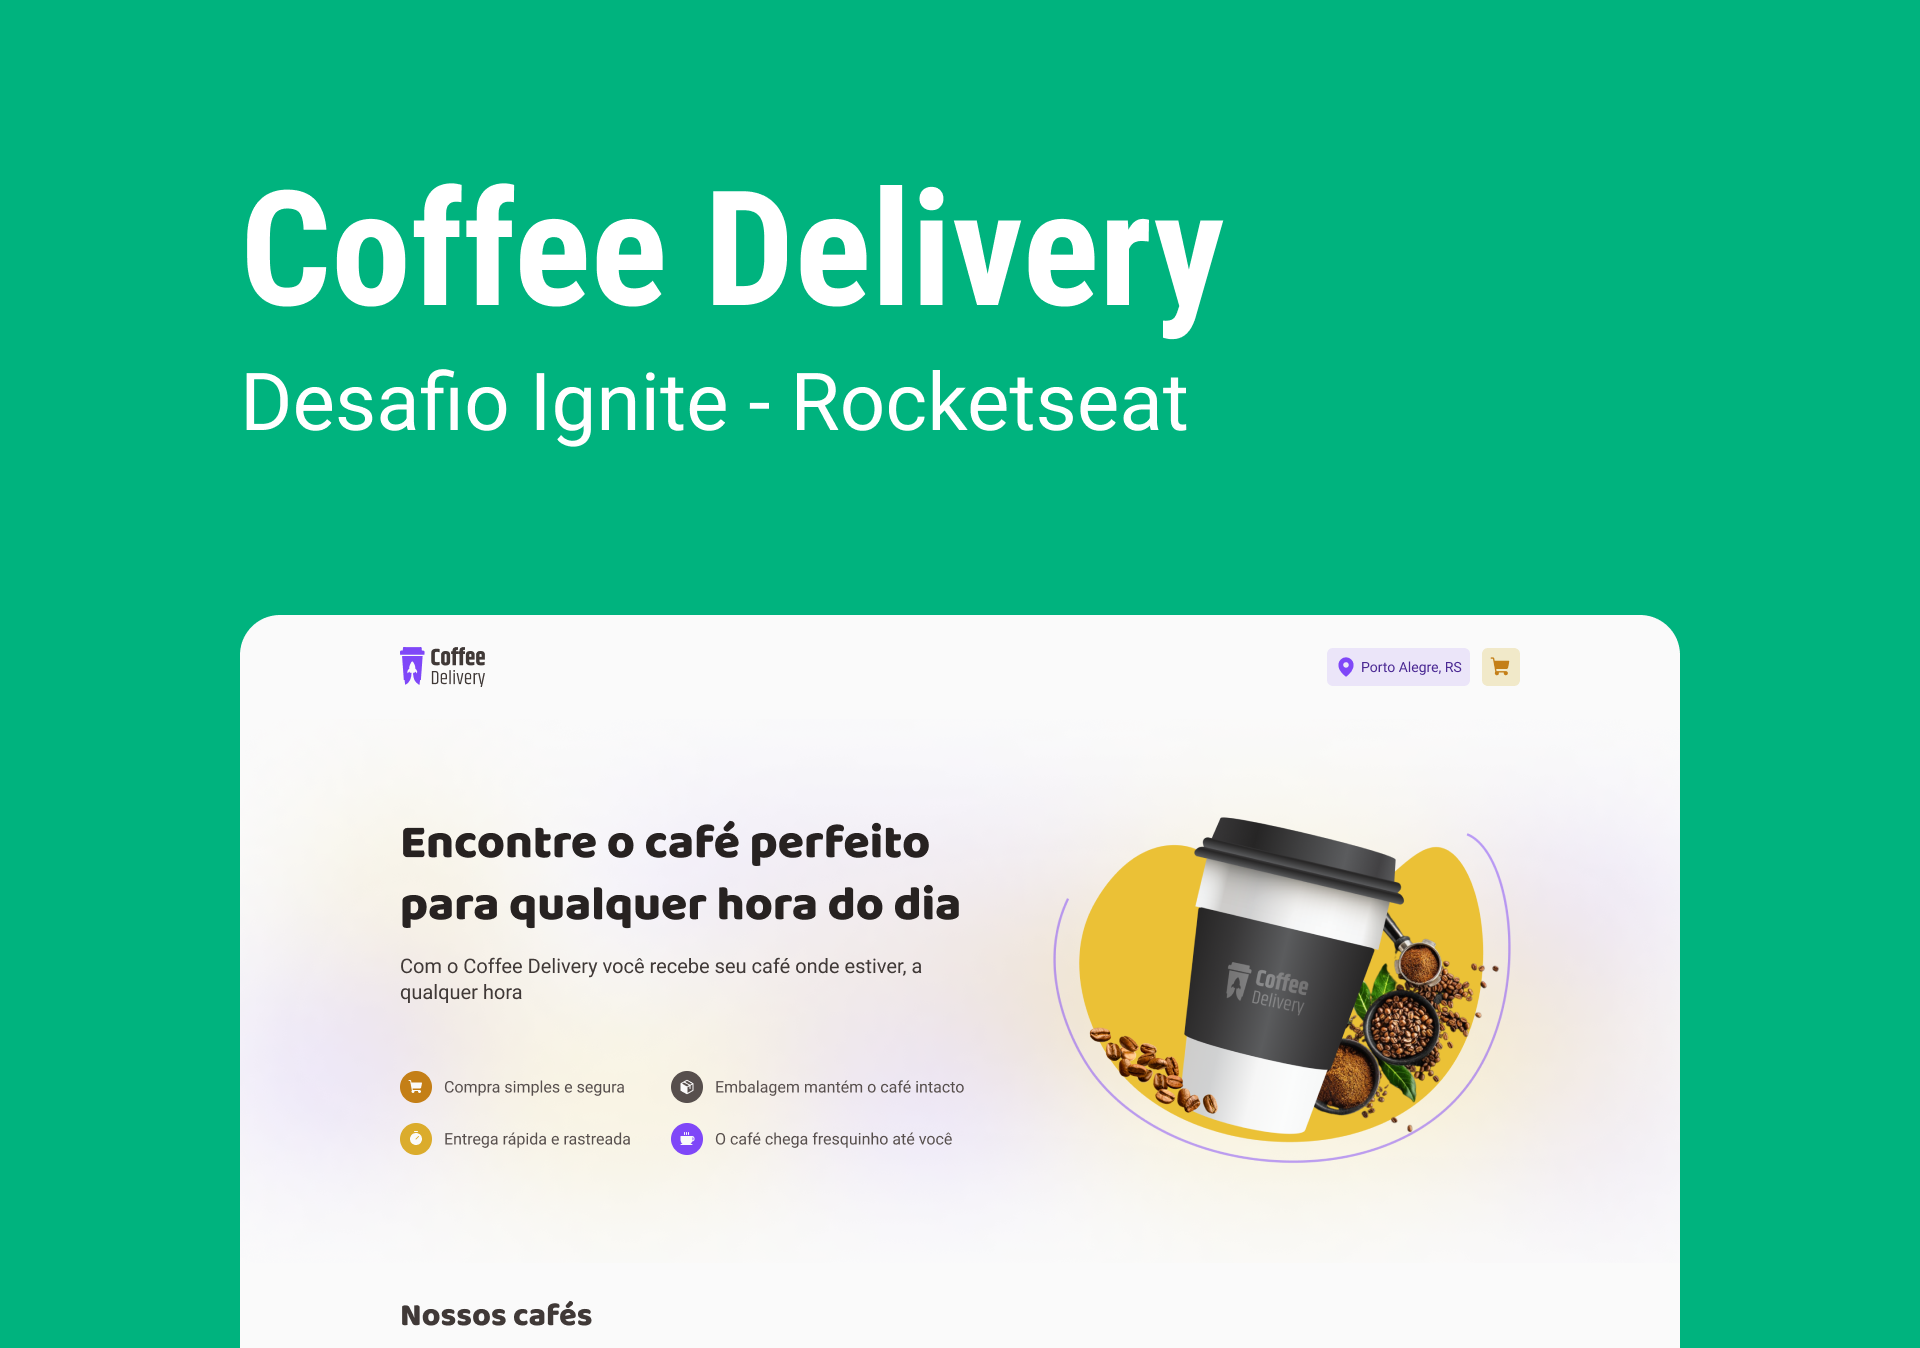 Coffee Delivery
Desafio Ignite - Rocketseat
Coffee
Delivery
Porto Alegre, RS
Encontre o café perfeito
para qualquer hora do dia
Com o Coffee Delivery você recebe seu café onde estiver, a
qualquer hora
Compra simples e segura
Embalagem mantém o café intacto
Entrega rápida e rastreada
O café chega fresquinho até você
Coffee
Delivery
Nossos cafés